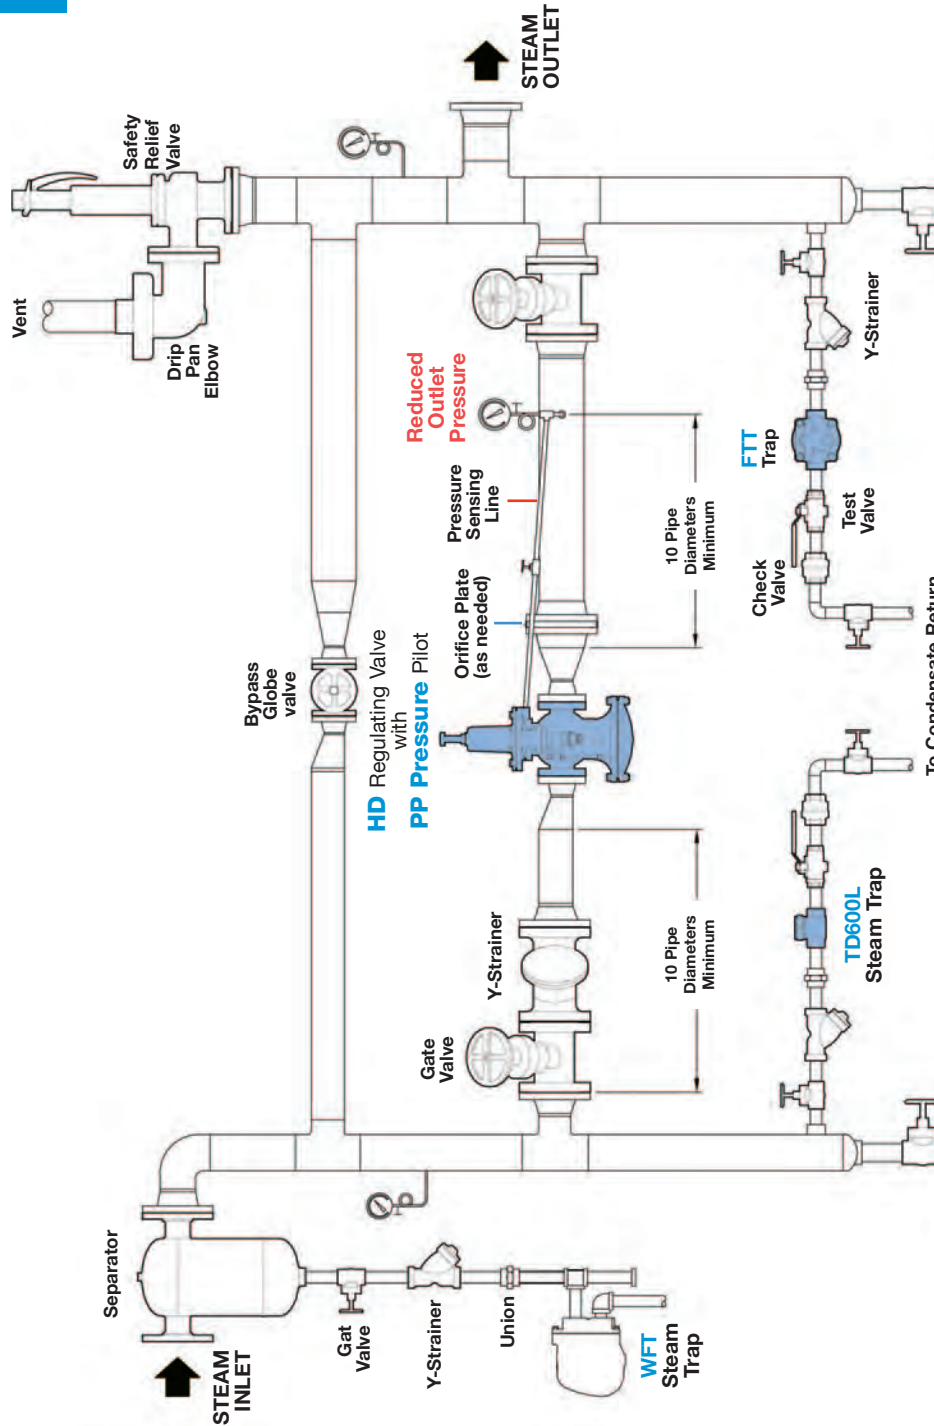 STEAM
INLET
Separator
Gat
Valve
Y-Strainer
Union
WFT
Steam
Trap
Gate
Valve
Y-Strainer
10 Pipe
Diameters
Minimum
TD600L
Steam Trap
Bypass
Globe
valve
HD Regulating Valve
with
PP Pressure Pilot
Orifice Plate
(as needed)
Pressure
Sensing
Line
Reduced
Outlet
Pressure
10 Pipe
Diameters
Minimum
Check
Valve
Test
Valve
FTT
Trap
Y-Strainer
To Condensate Return
Vent
Drip
Pan
Elbow
Safety
Relief
Valve
STEAM
OUTLET